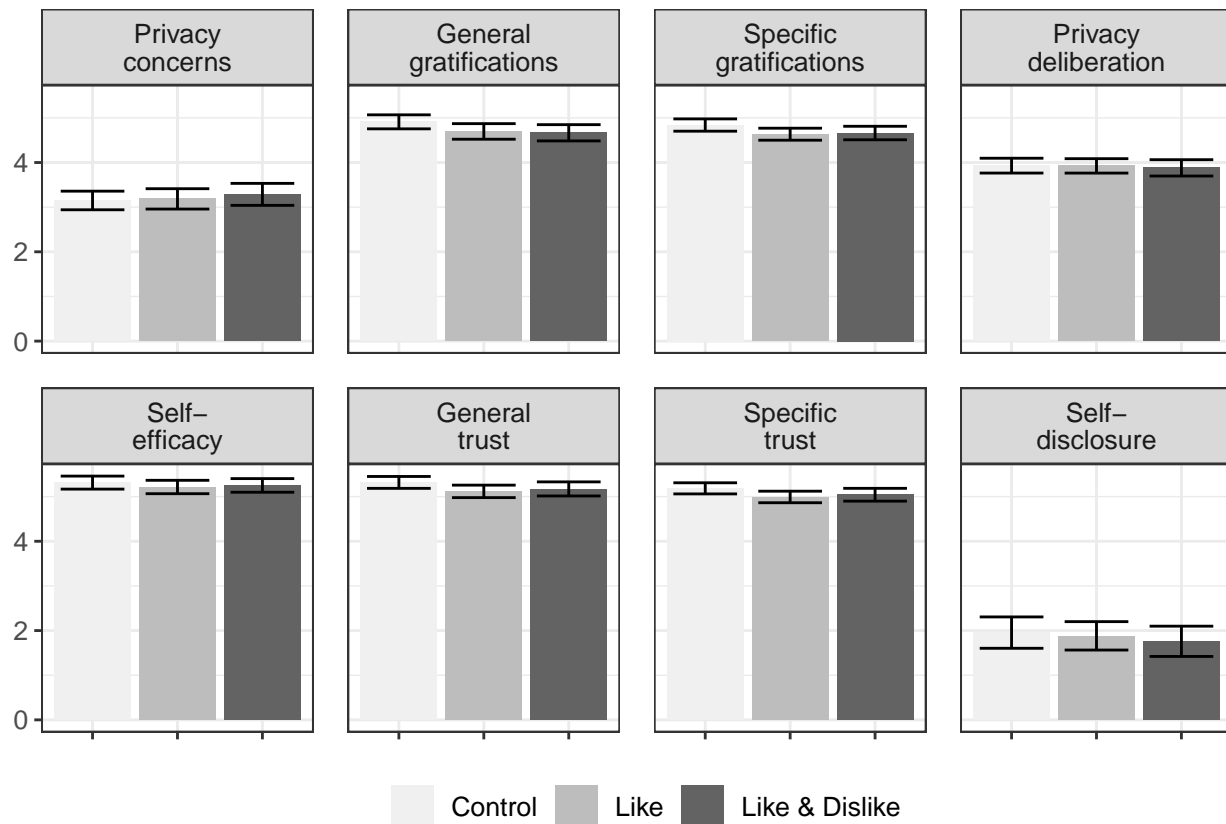 Privacy
concerns
General
gratifications
Specific
gratifications
Privacy
deliberation
4
2
0
Self−
efficacy
General
trust
Specific
trust
Self−
disclosure
4
2
0
Control
Like
Like & Dislike